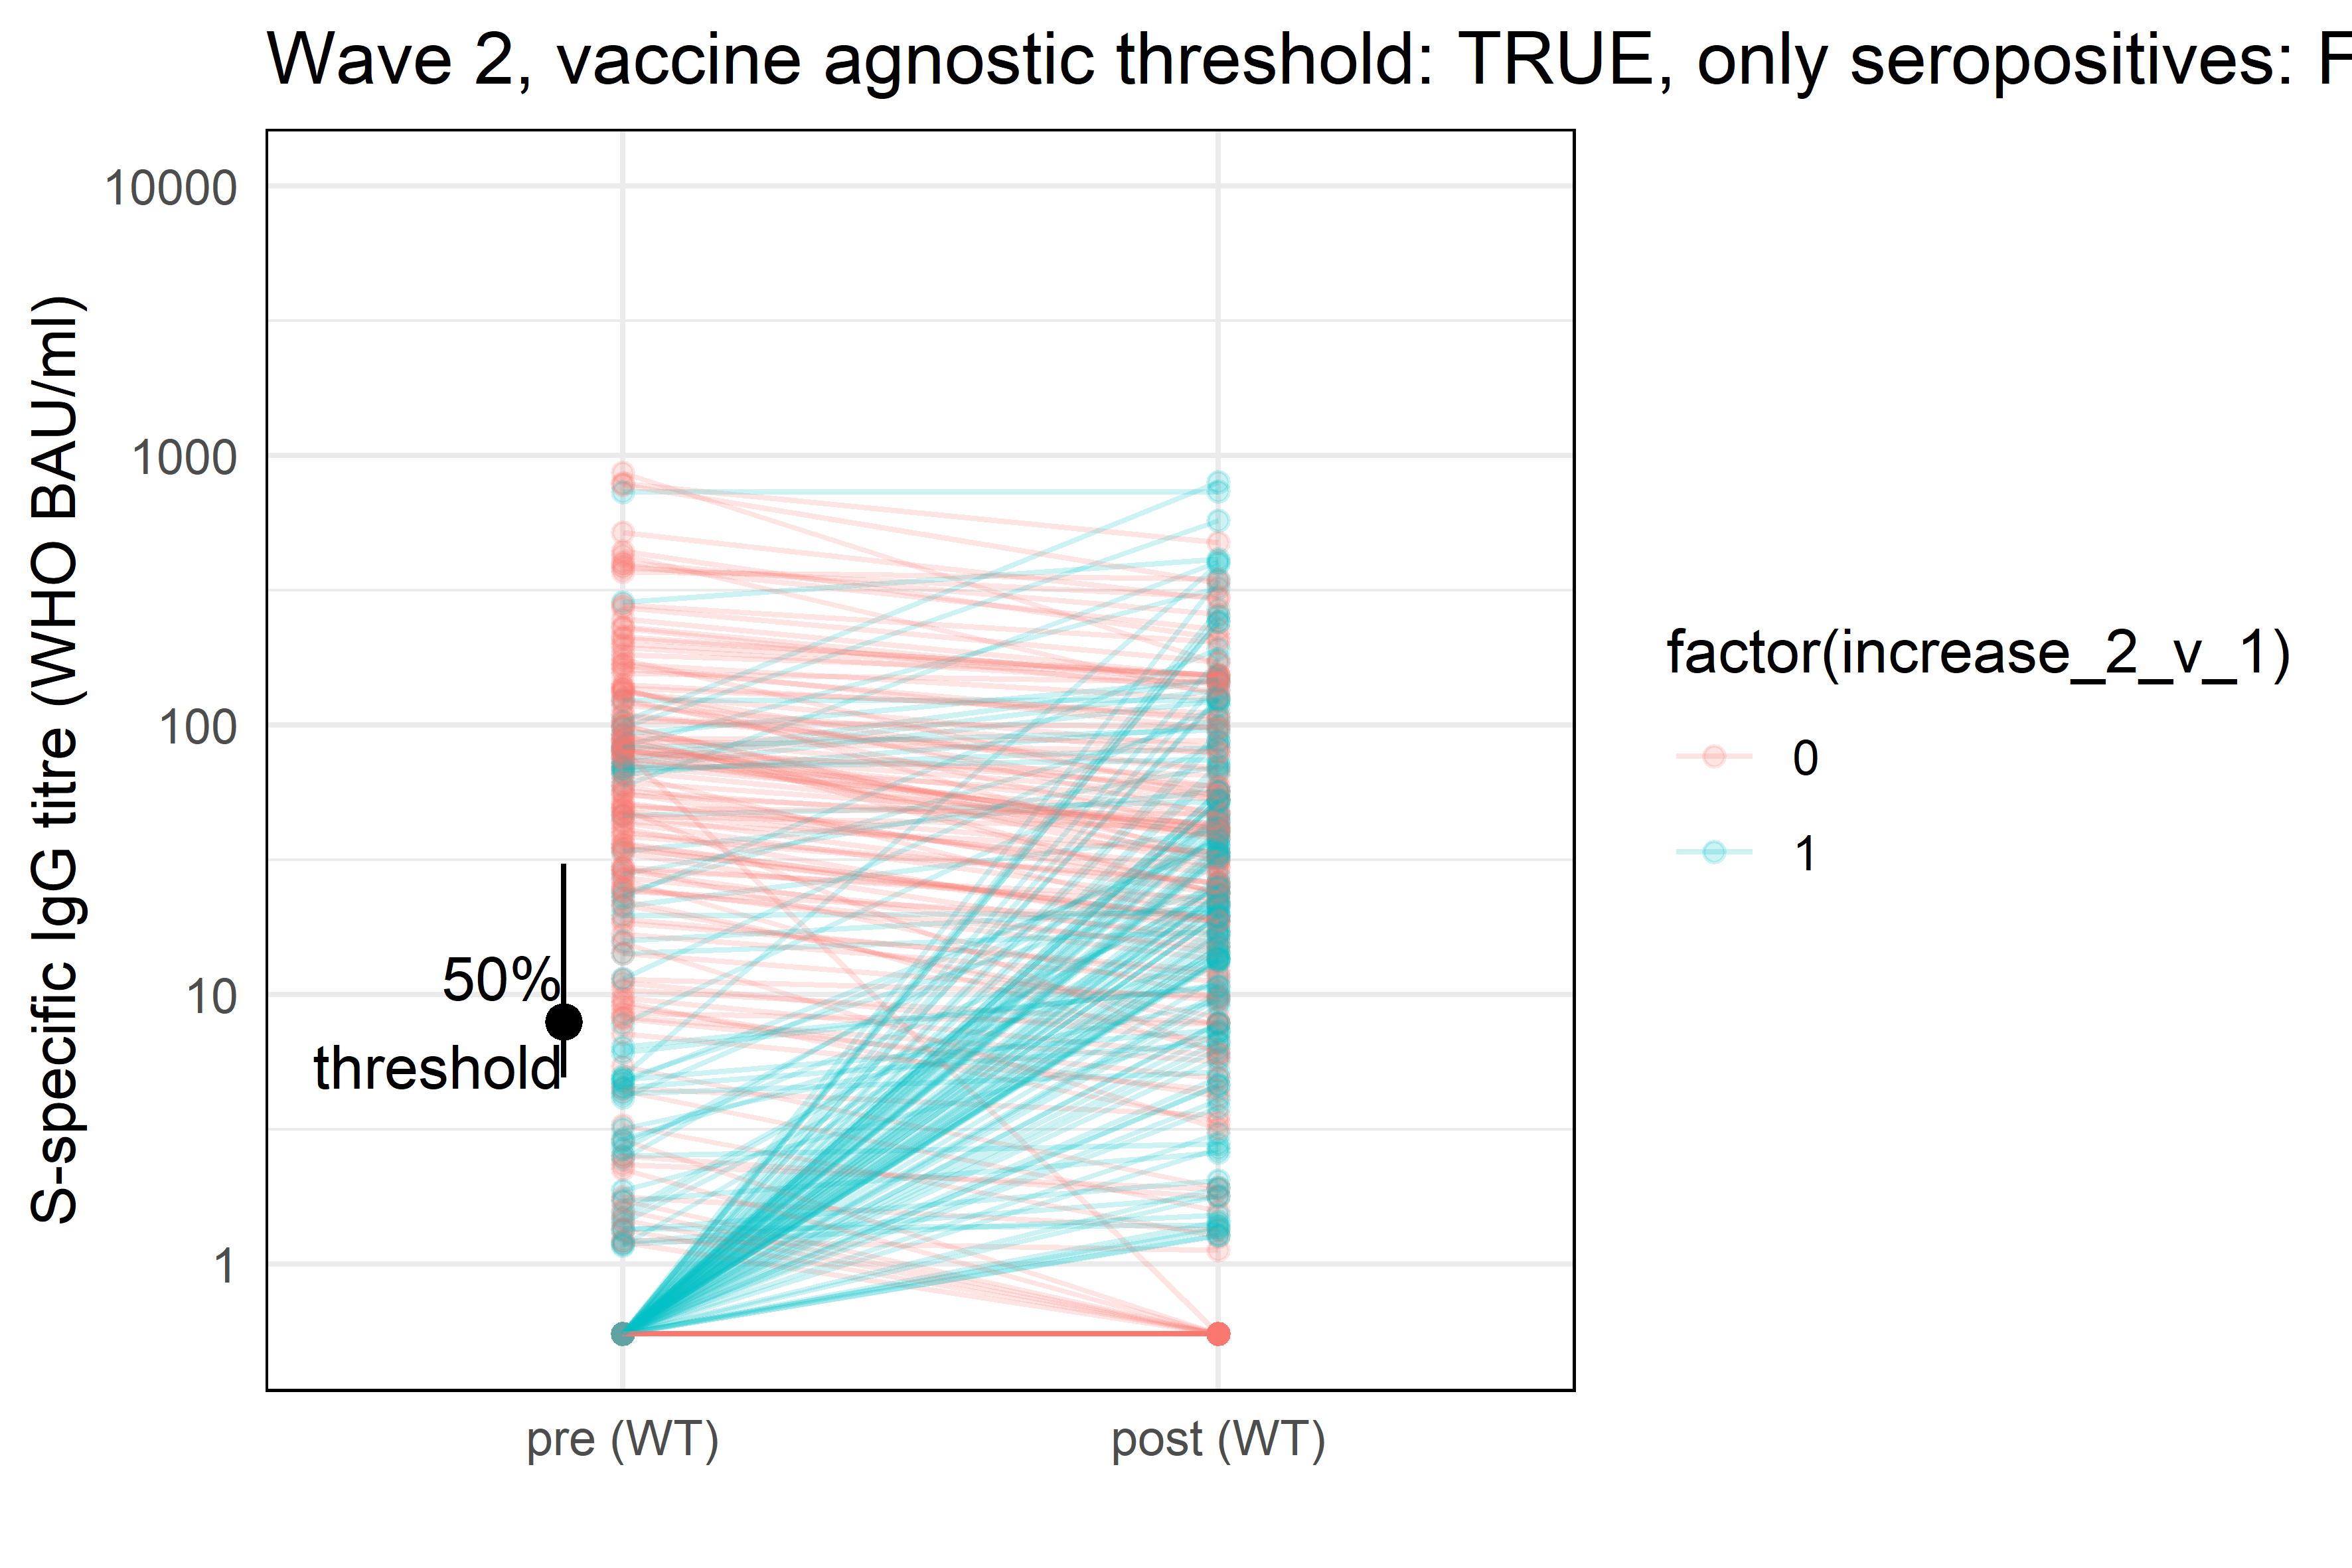 Wave 2, vaccine agnostic threshold: TRUE, only seropositives: F
S-specific IgG titre (WHO BAU/ml)
10000
1000
100
10
1
50%
threshold
pre (WT)
post (WT)
factor(increase_2_v_1)
0
1